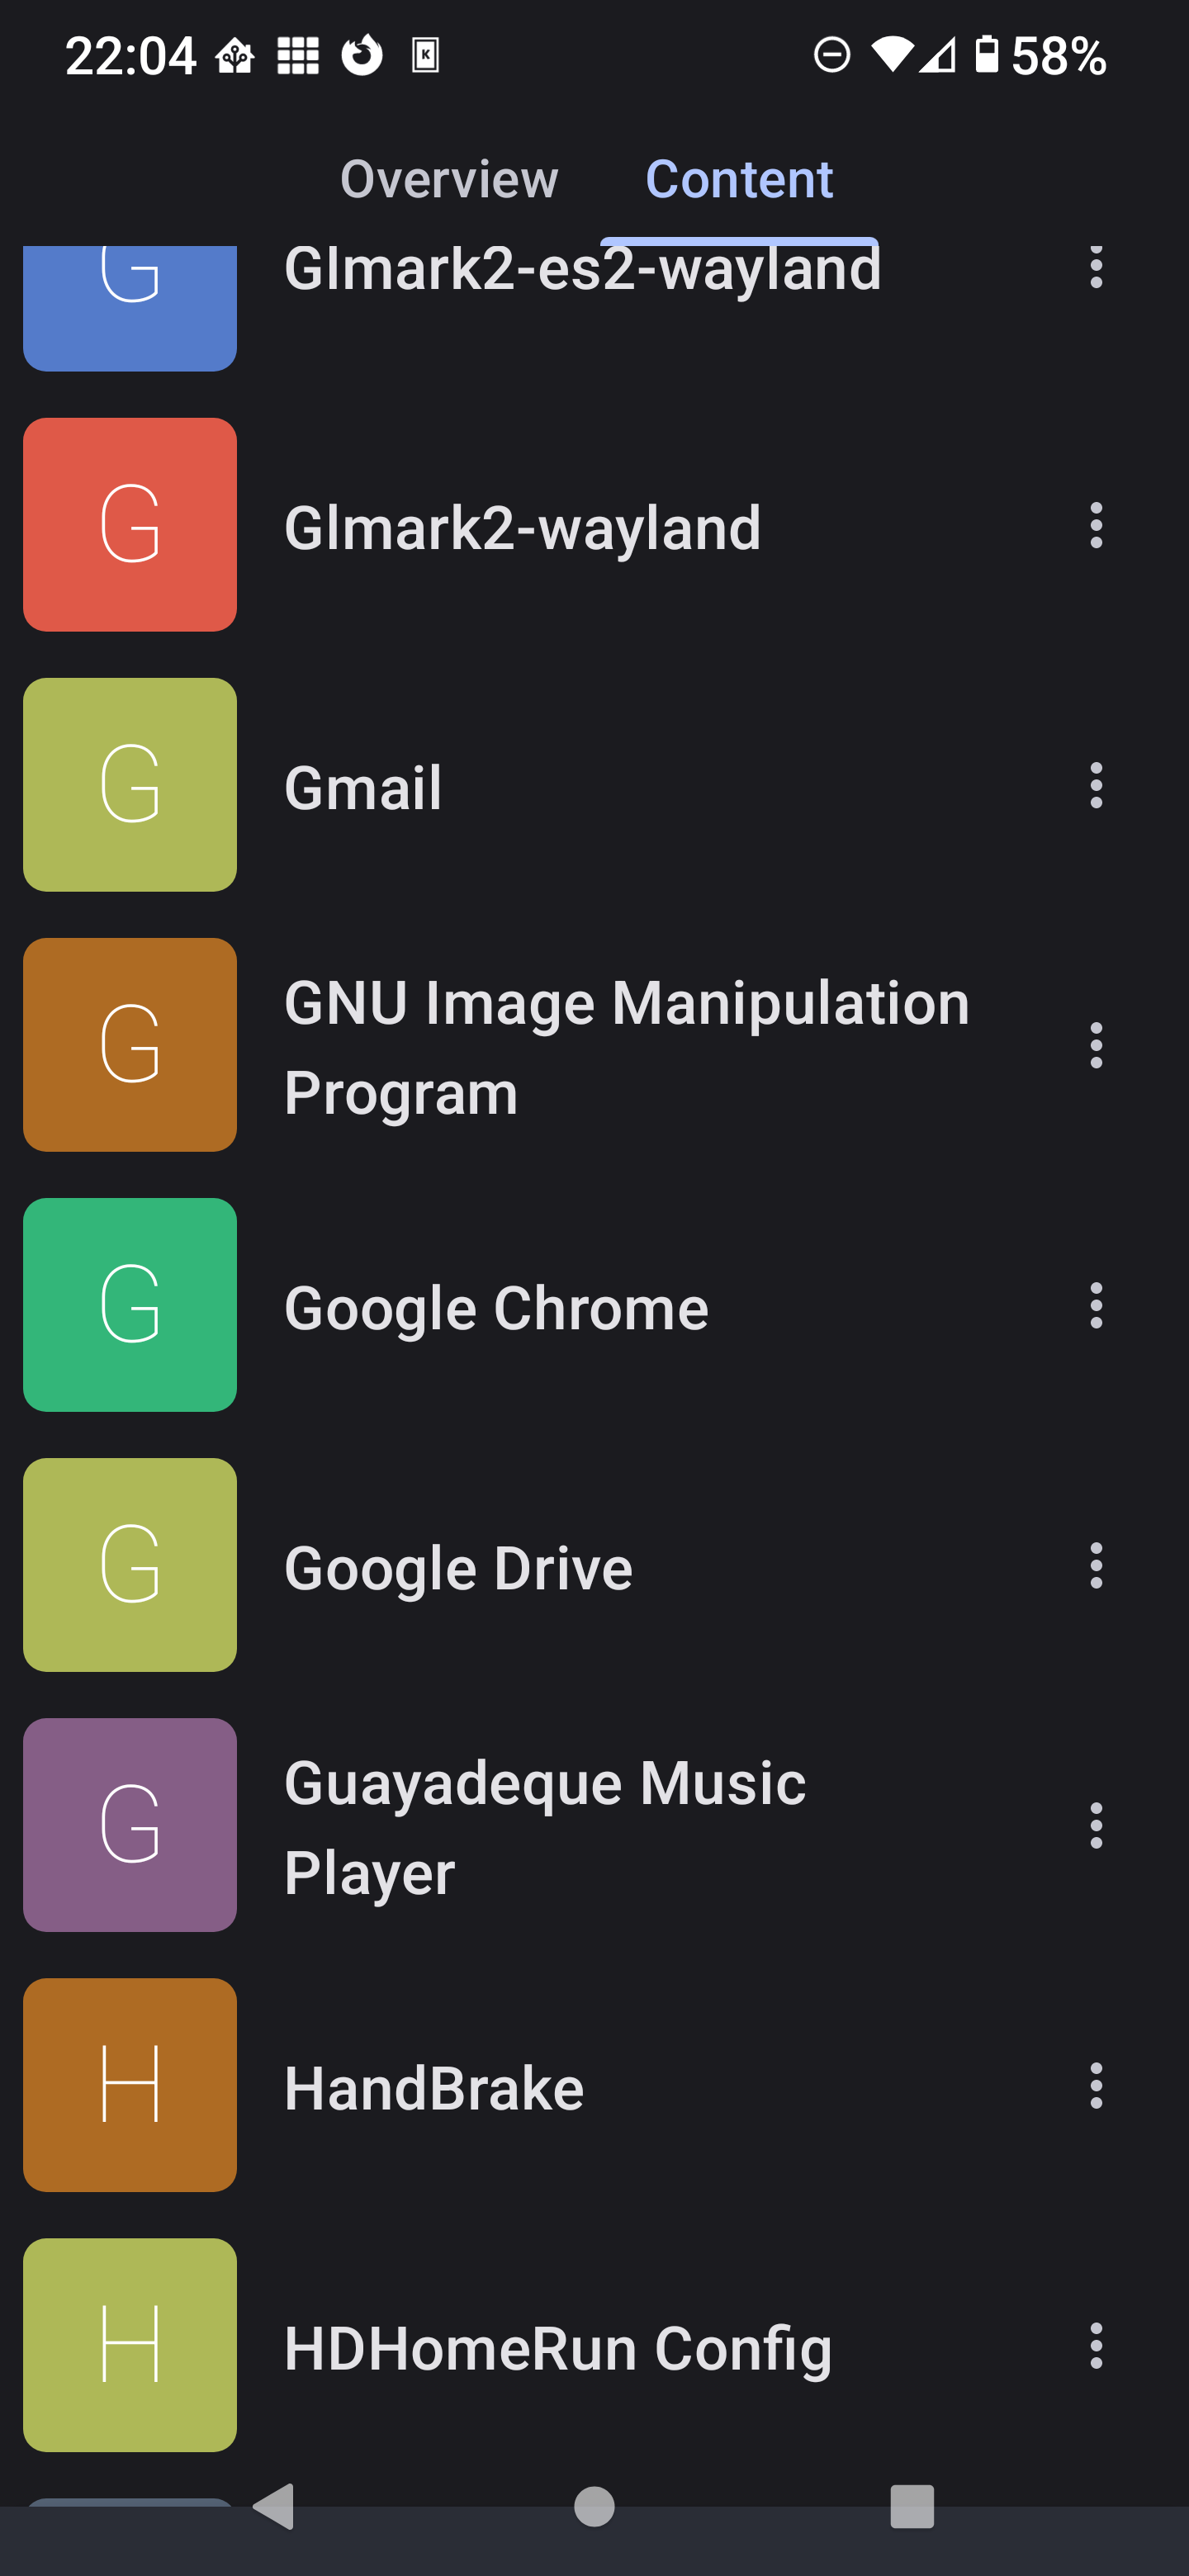 22:04 K 58%
Overview Content
G Glmark2-es2-wayland
G Glmark2-wayland
G Gmail
G GNU Image Manipulation
Program
G Google Chrome
G Google Drive
G Guayadeque Music
Player
H HandBrake
H HDHomeRun Config